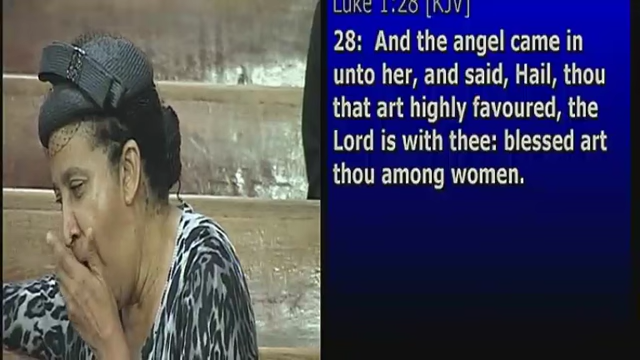 Luke 1:28 [KJV]
28: And the angel came in
unto her, and said, Hail, thou
that art highly favoured, the
Lord is with thee: blessed art
thou among women.